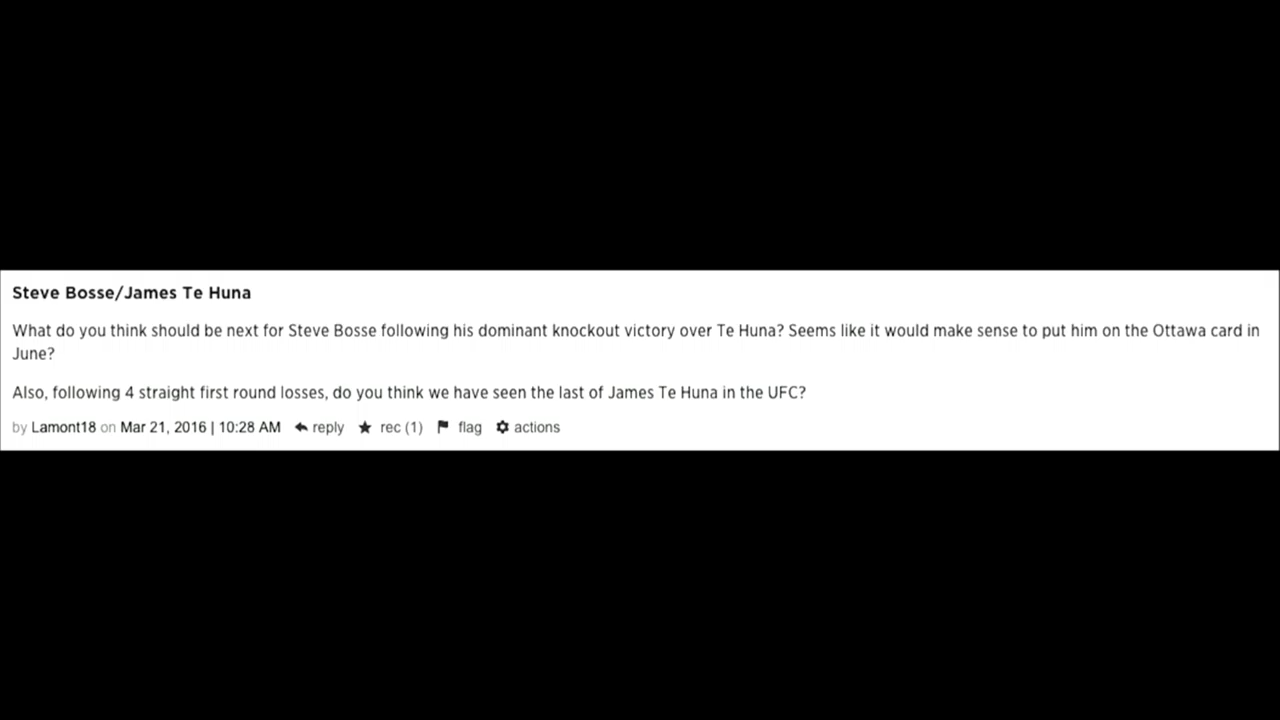 Steve Bosse/James Te Huna
What do you think should be next for Steve Bosse following his dominant knockout victory over Te Huna? Seems like it would make sense to put him on the Ottawa card in
June?
Also, following 4 straight first round losses, do you think we have seen the last of James Te Huna in the UFC?
by Lamont18 on Mar 21, 2016 | 10:28 AM reply rec (1) flag actions